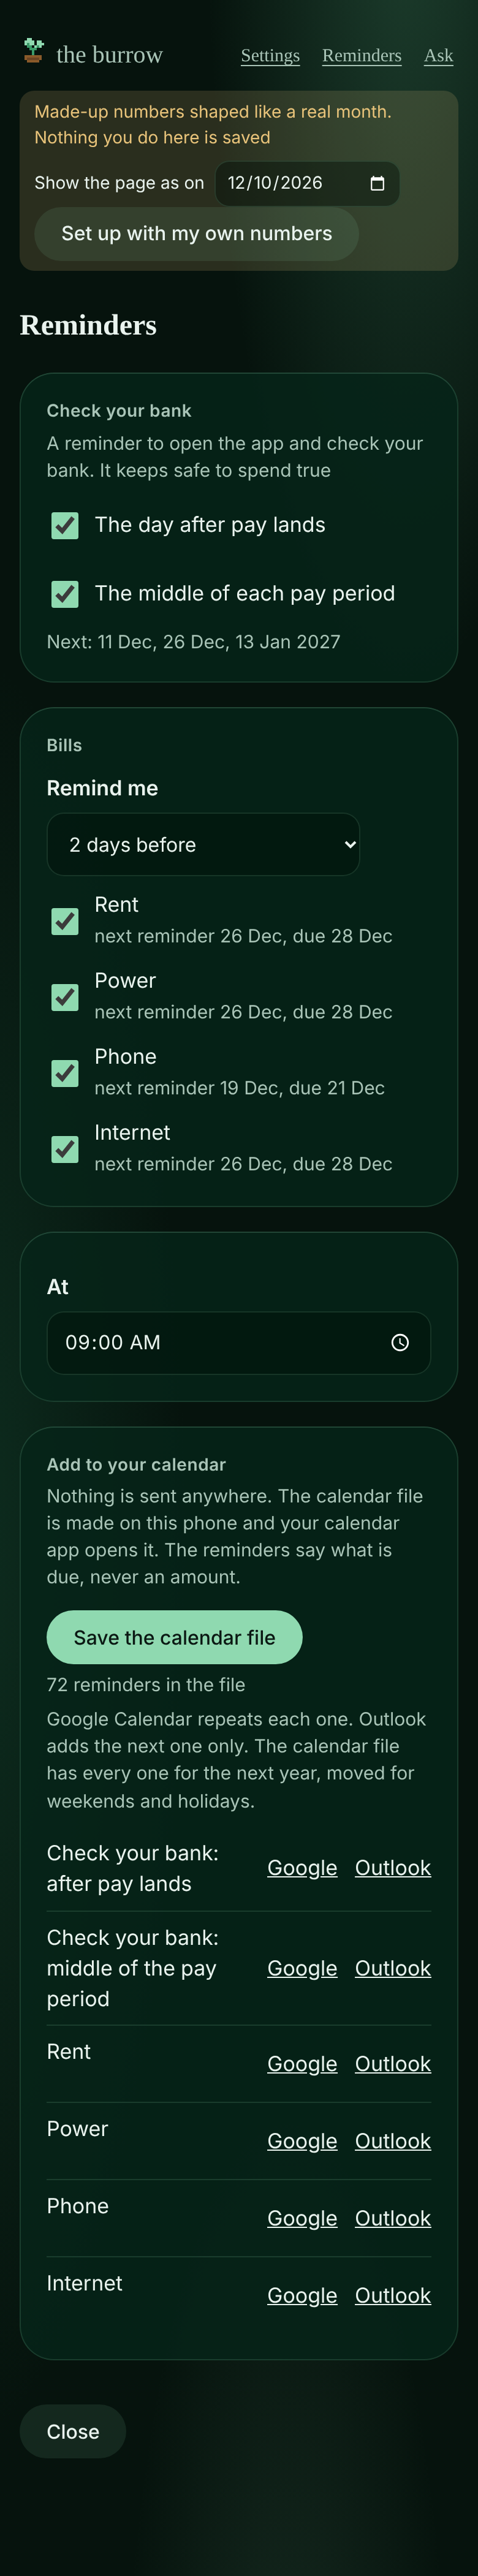 the burrow
Settings Reminders Ask
Made-up numbers shaped like a real month.
Nothing you do here is saved
Show the page as on 12/10/2026
Set up with my own numbers
Reminders
Check your bank
A reminder to open the app and check your
bank. It keeps safe to spend true
The day after pay lands
The middle of each pay period
Next: 11 Dec, 26 Dec, 13 Jan 2027
Bills
Remind me
2 days before
Rent
next reminder 26 Dec, due 28 Dec
Power
next reminder 26 Dec, due 28 Dec
Phone
next reminder 19 Dec, due 21 Dec
Internet
next reminder 26 Dec, due 28 Dec
At
09:00 AM
Add to your calendar
Nothing is sent anywhere. The calendar file
is made on this phone and your calendar
app opens it. The reminders say what is
due, never an amount.
Save the calendar file
72 reminders in the file
Google Calendar repeats each one. Outlook
adds the next one only. The calendar file
has every one for the next year, moved for
weekends and holidays.
Check your bank:
after pay lands
Google Outlook
Check your bank:
middle of the pay
period
Google Outlook
Rent
Google Outlook
Power
Google Outlook
Phone
Google Outlook
Internet
Google Outlook
Close